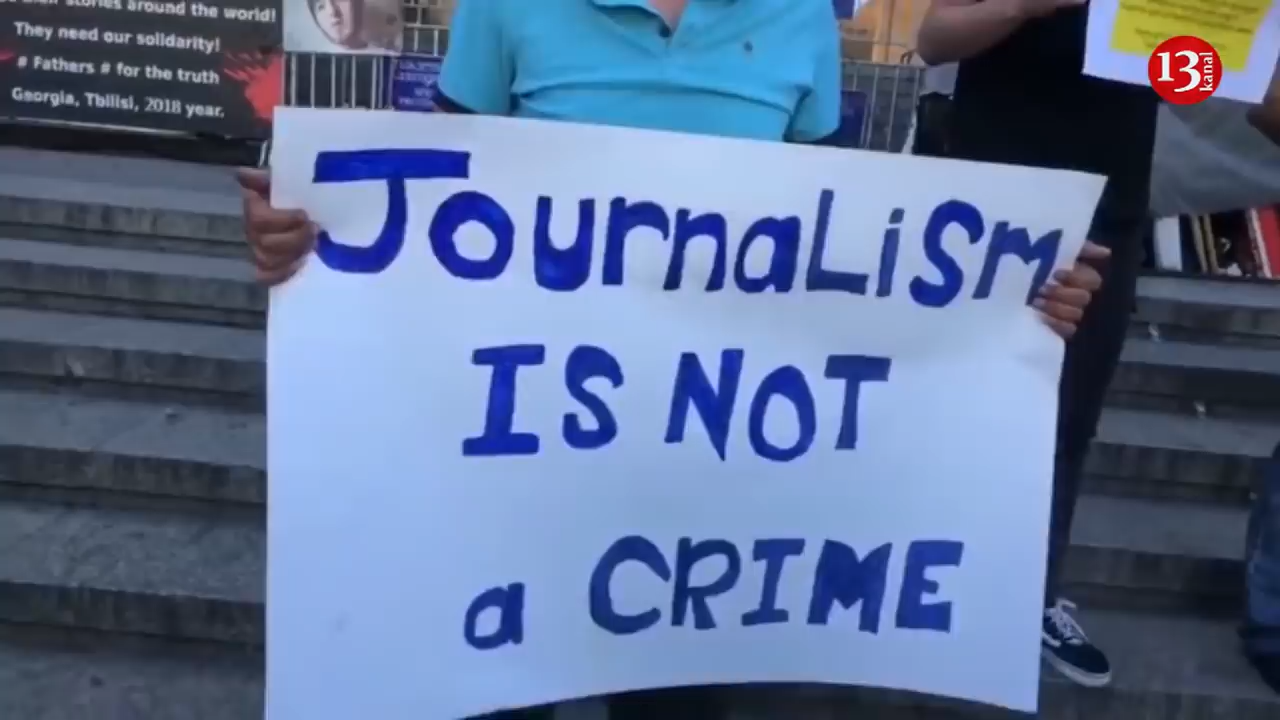 stories around the world!
They need our solidarity!
# Fathers # for the truth
Georgia, Tbilisi, 2018 year.
13
kanal
JournaLiSm
IS NOT
a CRIME